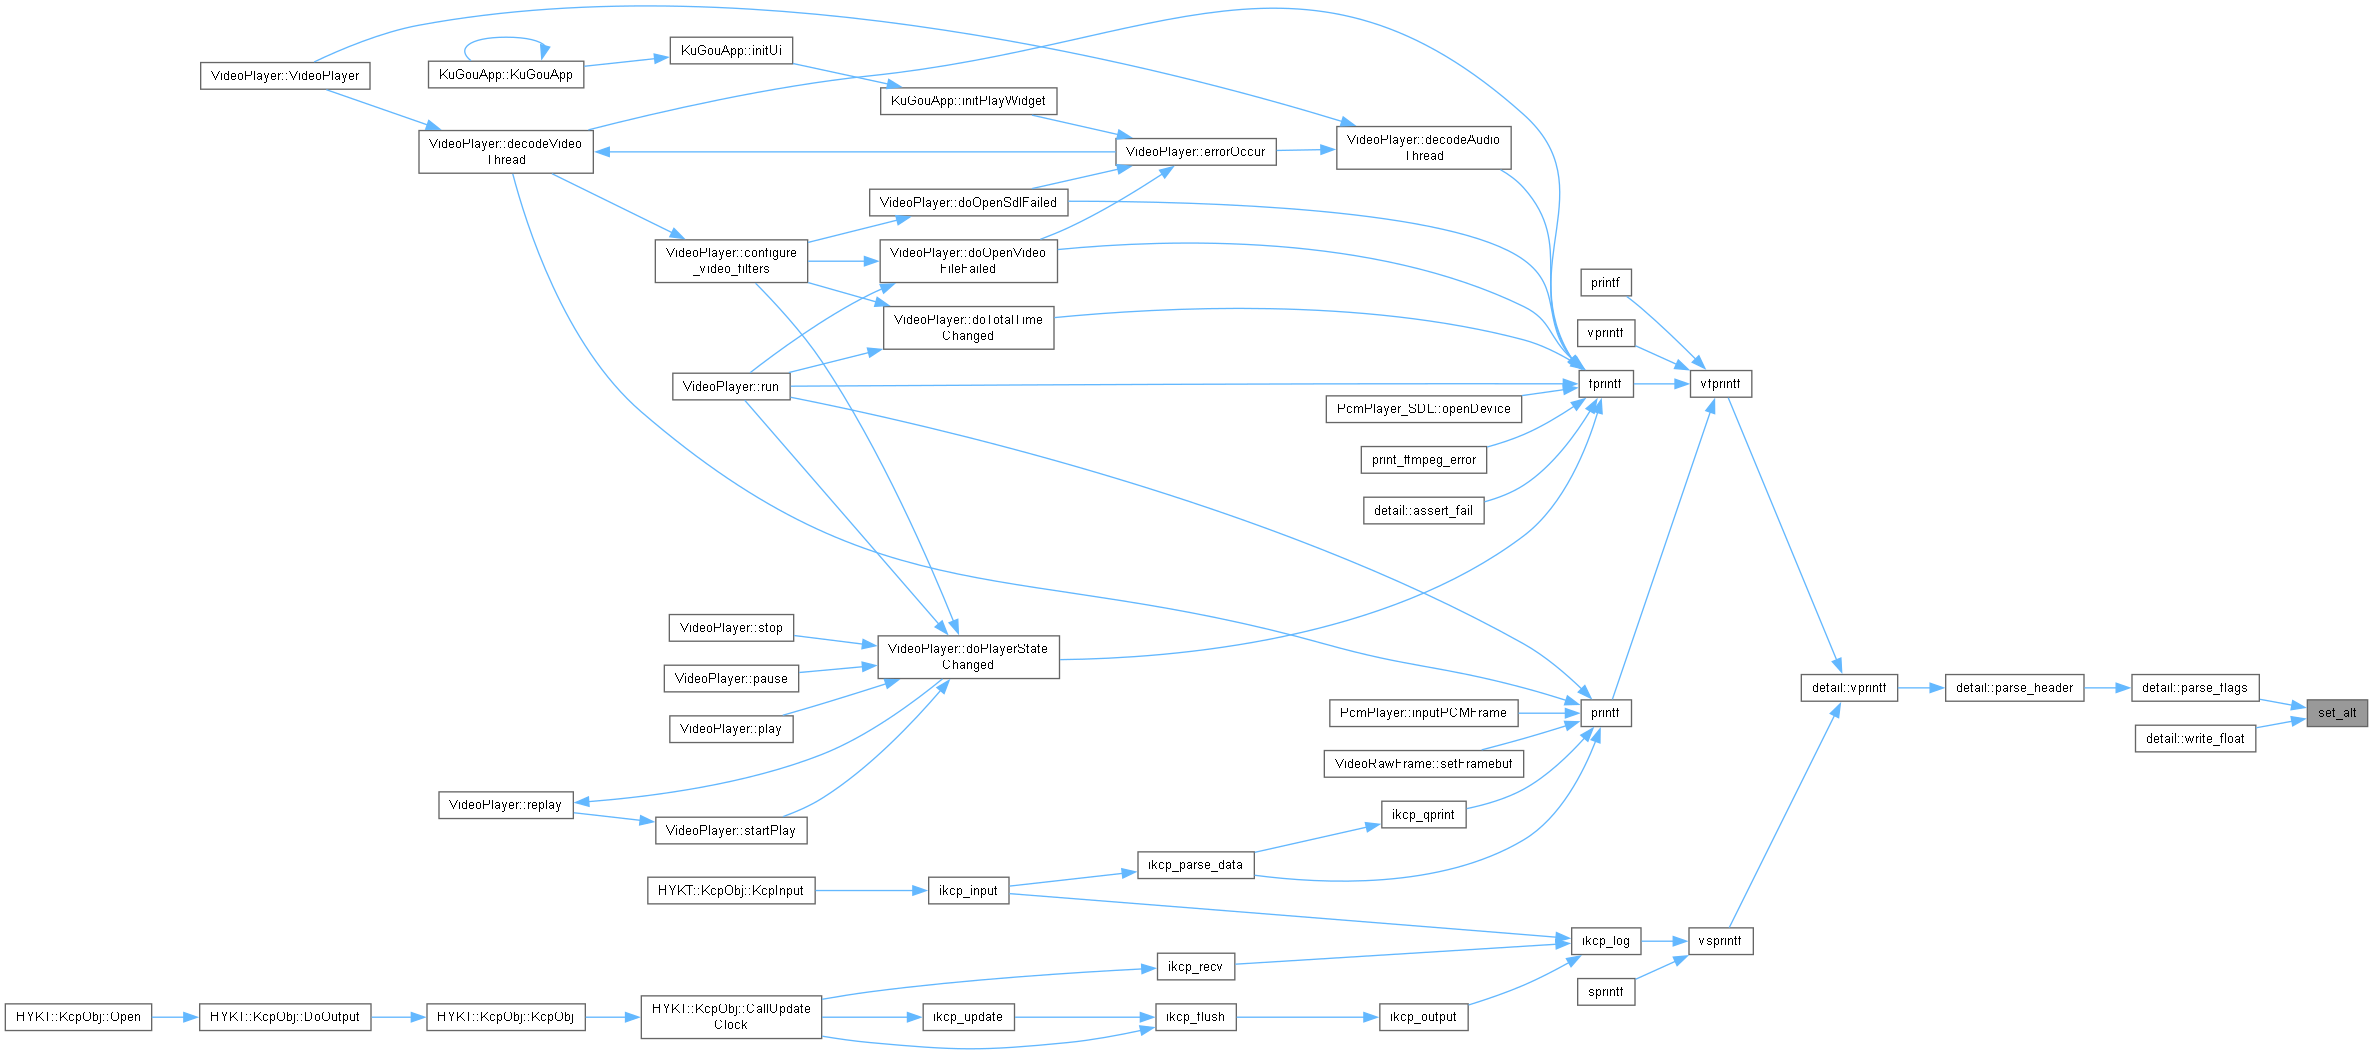 VideoPlayer::VideoPlayer
KuGouApp::KuGouApp
KuGouApp::initUi
KuGouApp::initPlayWidget
VideoPlayer::decodeVideo
Thread
VideoPlayer::errorOccur
VideoPlayer::decodeAudio
Thread
VideoPlayer::doOpenSdlFailed
VideoPlayer::configure
_video_filters
VideoPlayer::doOpenVideo
FileFailed
VideoPlayer::doTotalTime
Changed
VideoPlayer::run
printf
vprintf
fprintf
vfprintf
PcmPlayer_SDL::openDevice
print_ffmpeg_error
detail::assert_fail
VideoPlayer::stop
VideoPlayer::doPlayerState
Changed
VideoPlayer::pause
VideoPlayer::play
VideoPlayer::replay
VideoPlayer::startPlay
detail::vprintf
detail::parse_header
detail::parse_flags
set_alt
detail::write_float
PcmPlayer::inputPCMFrame
printf
VideoRawFrame::setFramebuf
ikcp_qprint
ikcp_parse_data
HYKT::KcpObj::KcpInput
ikcp_input
ikcp_log
vsprintf
ikcp_recv
sprintf
HYKT::KcpObj::Open
HYKT::KcpObj::DoOutput
HYKT::KcpObj::KcpObj
HYKT::KcpObj::CallUpdate
Clock
ikcp_update
ikcp_flush
ikcp_output